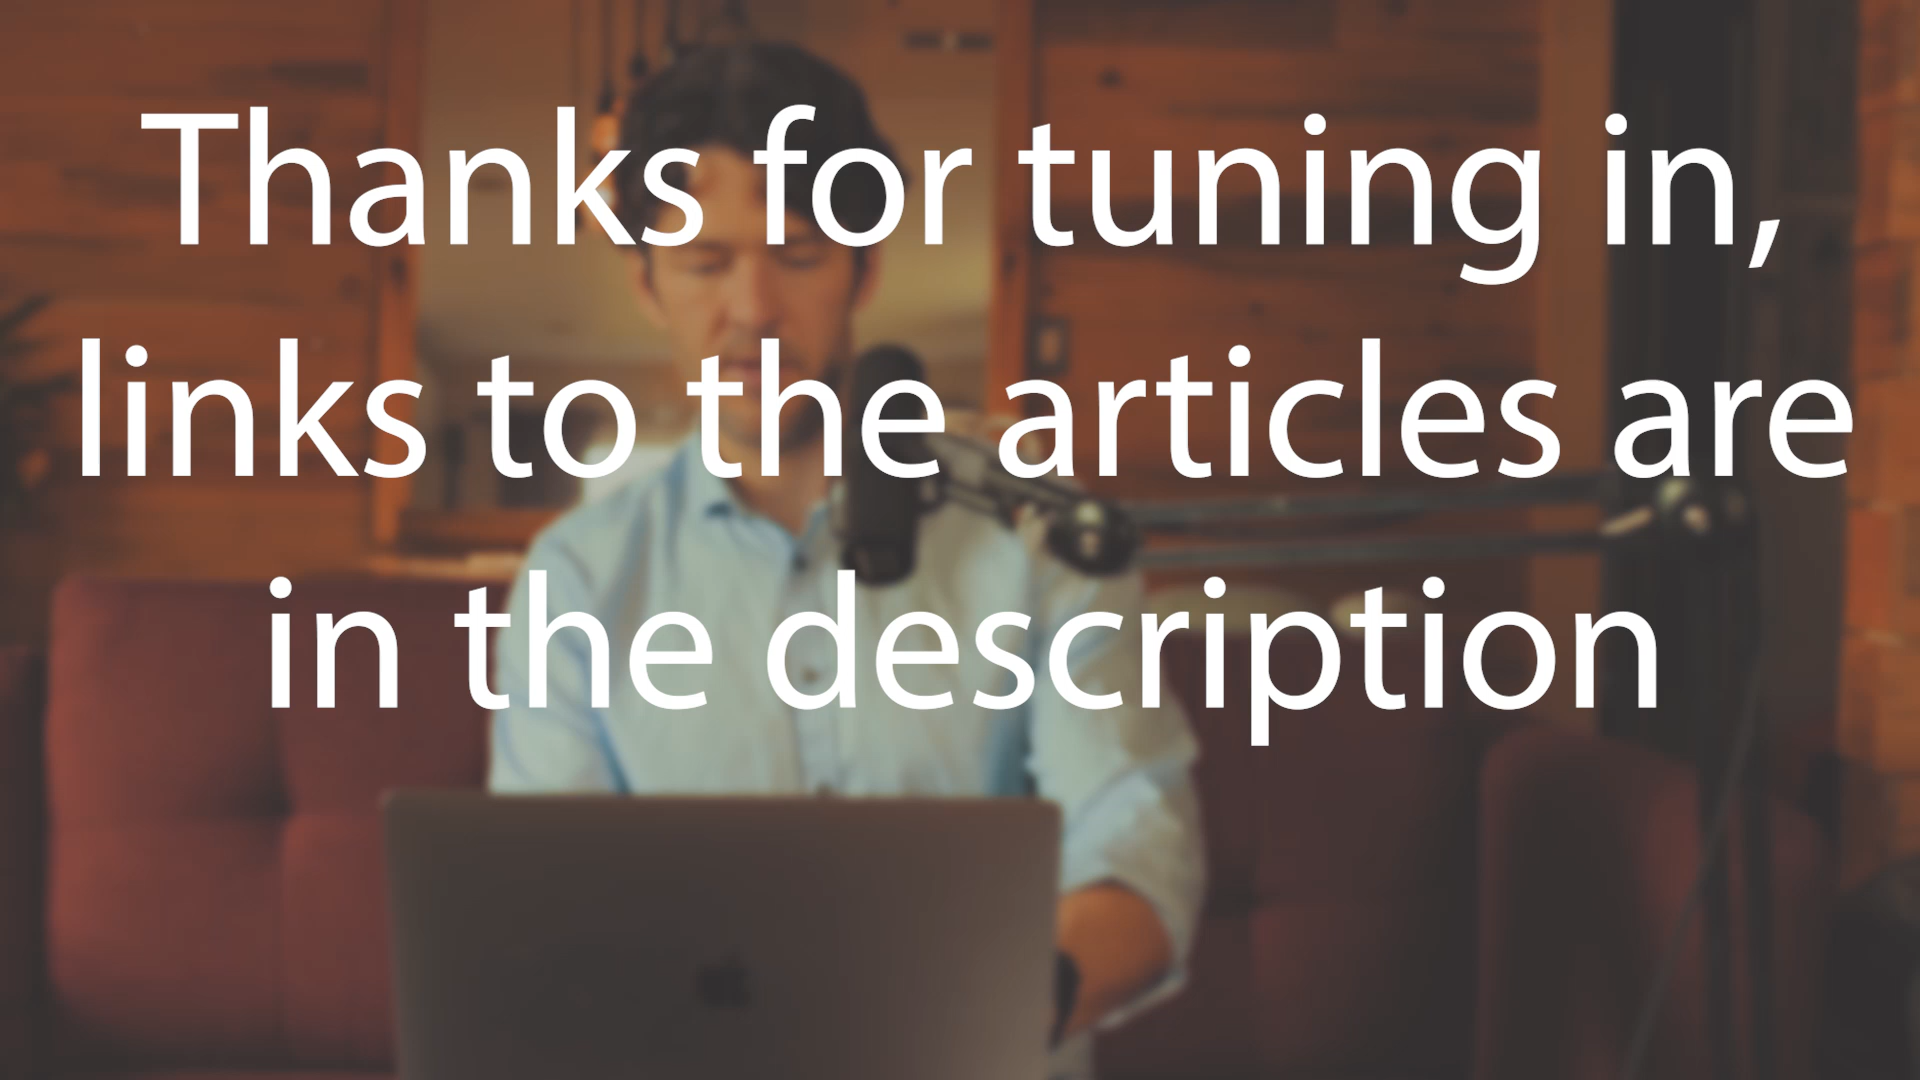 Thanks for tuning in,
links to the articles are
in the description